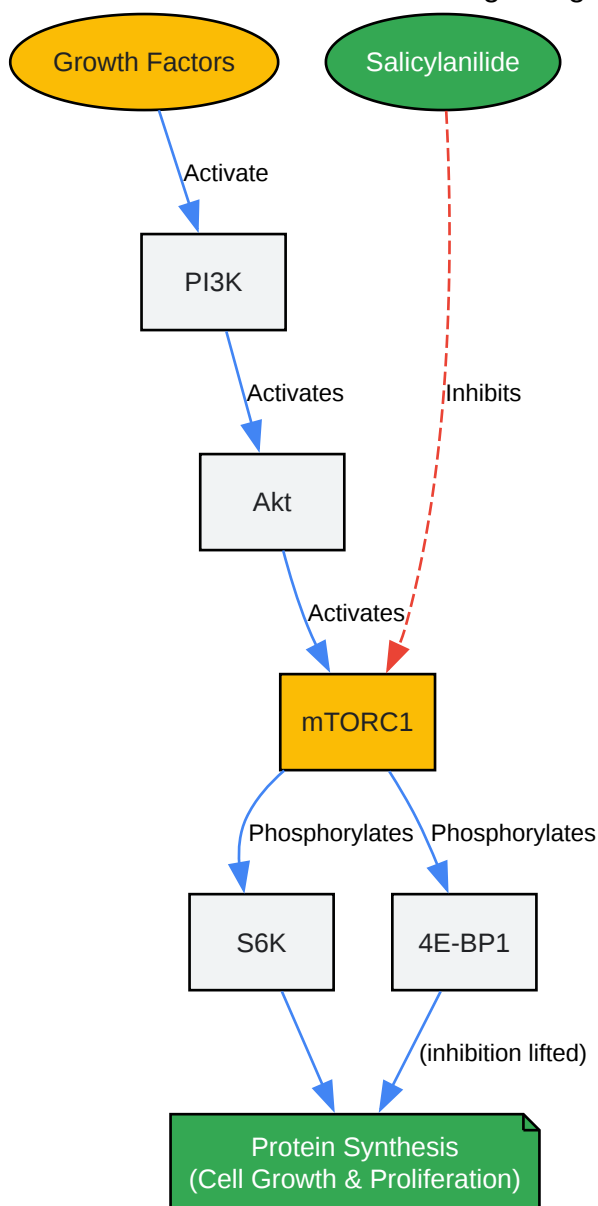 Growth Factors
Salicylanilide
Activate
PI3K
Activates
Inhibits
Akt
Activates
mTORC1
Phosphorylates
Phosphorylates
S6K
4E-BP1
(inhibition lifted)
Protein Synthesis
(Cell Growth & Proliferation)